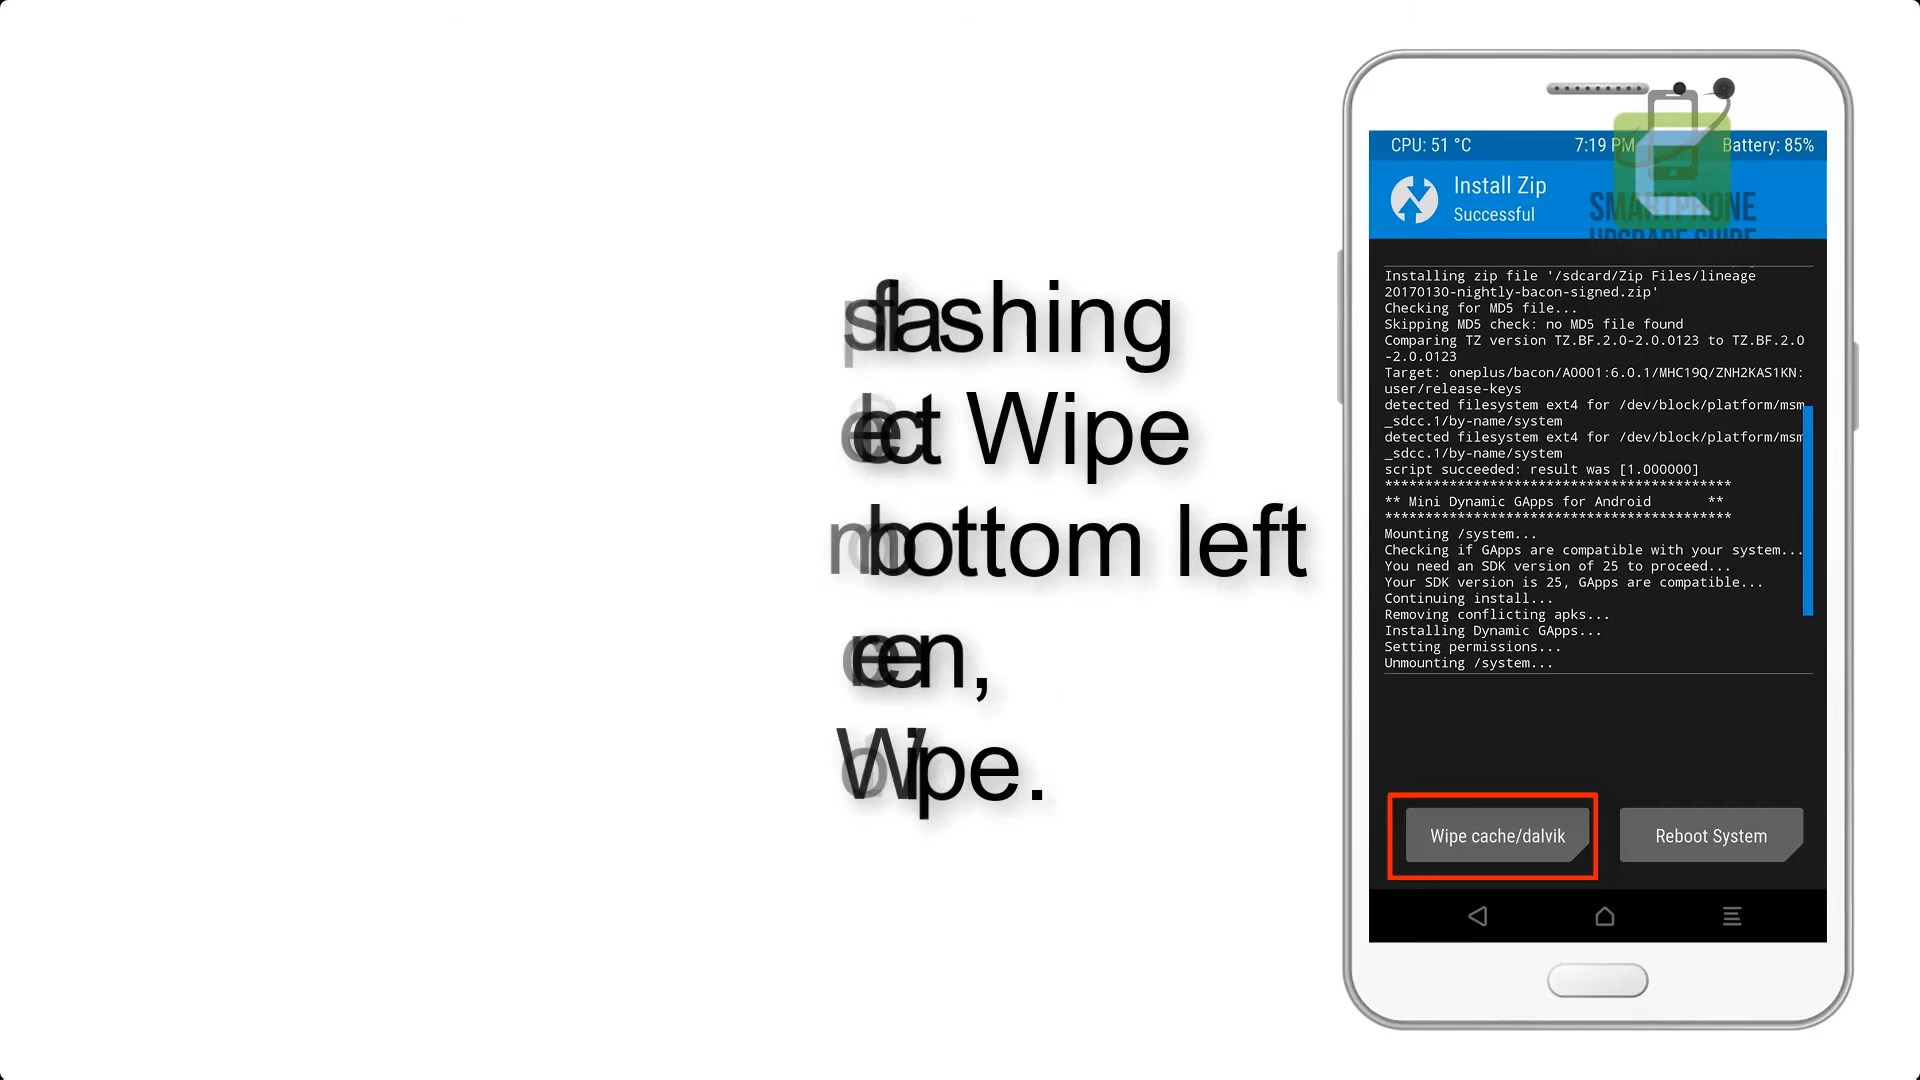 flashing
Wipe
bottom left
Wipe.
CPU: 51 °C 7:19 PM Battery: 85%
Install Zip
Successful
SMARTPHONE
UPGRADE GUIDE
Installing zip file '/sdcard/Zip Files/lineage
20170130-nightly-bacon-signed.zip'
Checking for MD5 file...
Skipping MD5 check: no MD5 file found
Comparing TZ version TZ.BF.2.0-2.0.0123 to TZ.BF.2.0
-2.0.0123
Target: oneplus/bacon/A0001:6.0.1/MHC19Q/ZNH2KAS1KN:
user/release-keys
detected filesystem ext4 for /dev/block/platform/msm
_sdcc.1/by-name/system
detected filesystem ext4 for /dev/block/platform/msm
_sdcc.1/by-name/system
script succeeded: result was [1.000000]
*******************************************
** Mini Dynamic GApps for Android **
*******************************************
Mounting /system...
Checking if GApps are compatible with your system...
You need an SDK version of 25 to proceed...
Your SDK version is 25, GApps are compatible...
Continuing install...
Removing conflicting apks...
Installing Dynamic GApps...
Setting permissions...
Unmounting /system...
Wipe cache/dalvik Reboot System